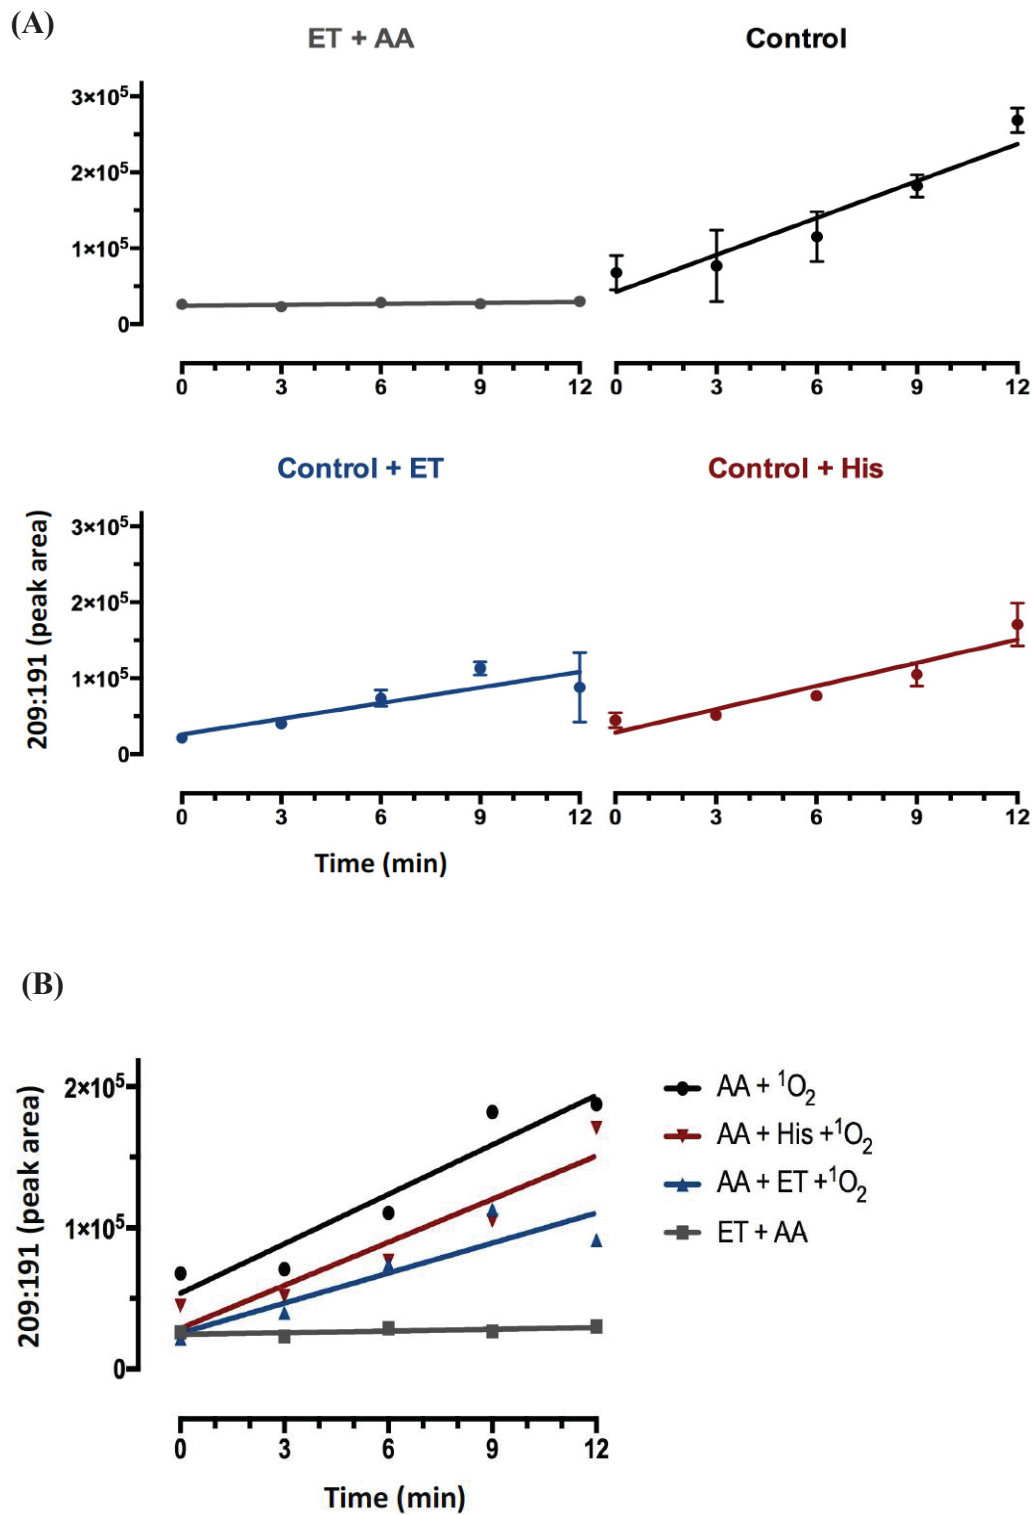 (A)
ET + AA
Control
3×10⁵
2×10⁵
1×10⁵
0
0 3 6 9 12
0 3 6 9 12
Control + ET
Control + His
209:191 (peak area)
3×10⁵
2×10⁵
1×10⁵
0
0 3 6 9 12
0 3 6 9 12
Time (min)
(B)
209:191 (peak area)
2×10⁵
1×10⁵
0
0 3 6 9 12
Time (min)
AA + ¹O₂
AA + His +¹O₂
AA + ET +¹O₂
ET + AA